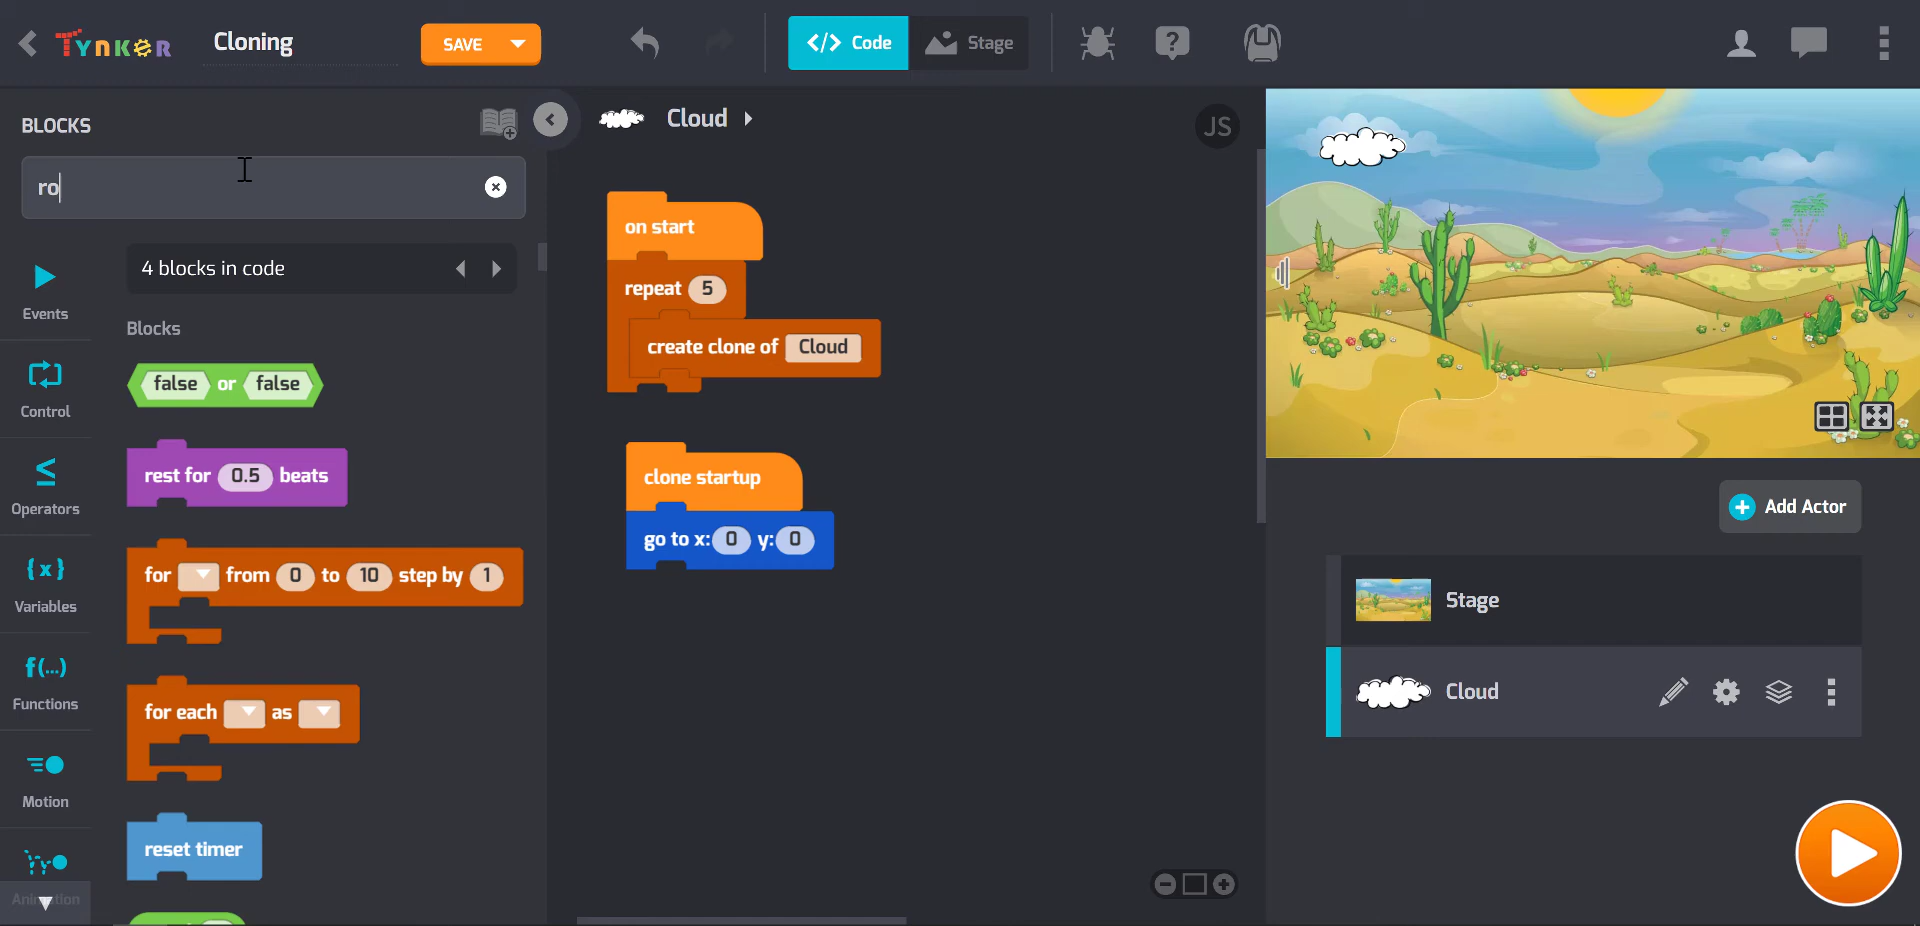 TYNKER
Cloning
SAVE
</> Code
Stage
BLOCKS
Cloud
JS
ro
4 blocks in code
Events
Blocks
Control
false or false
Operators
rest for 0.5 beats
Variables
for from 0 to 10 step by 1
Functions
for each as
Motion
reset timer
Animation
on start
repeat 5
create clone of Cloud
clone startup
go to x: 0 y: 0
Add Actor
Stage
Cloud